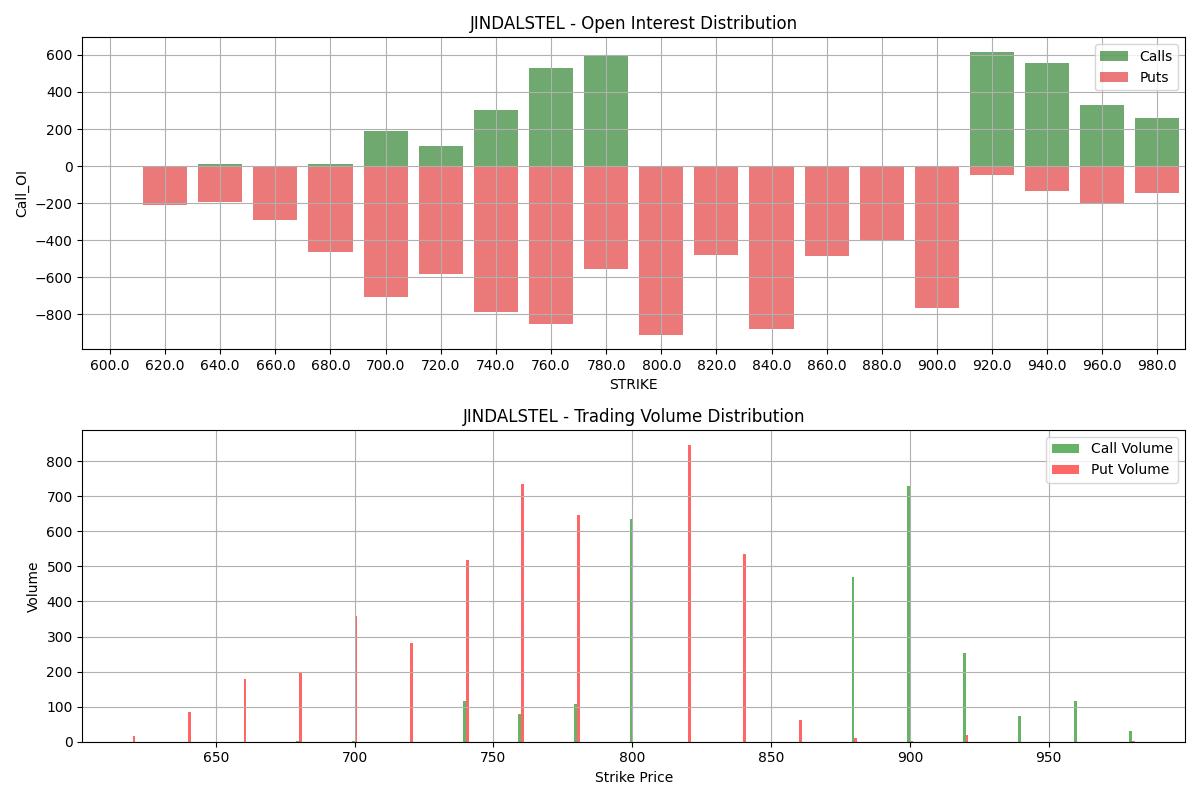 JINDALSTEL - Open Interest Distribution
Call_OI
600
400
200
0
−200
−400
−600
−800
Calls
Puts
600.0 620.0 640.0 660.0 680.0 700.0 720.0 740.0 760.0 780.0 800.0 820.0 840.0 860.0 880.0 900.0 920.0 940.0 960.0 980.0
STRIKE
JINDALSTEL - Trading Volume Distribution
Volume
800
700
600
500
400
300
200
100
0
Call Volume
Put Volume
650 700 750 800 850 900 950
Strike Price